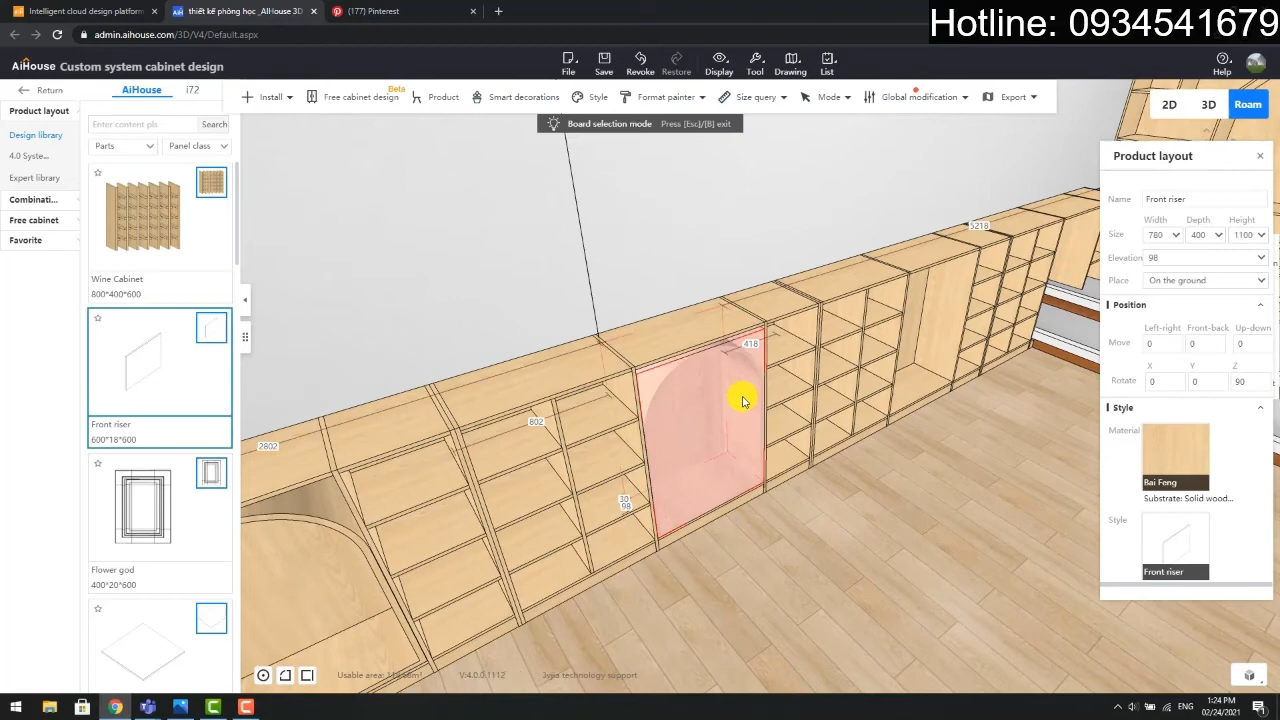 Intelligent cloud design platform
thiết kế phòng học _AiHouse 3D
(177) Pinterest
admin.aihouse.com/3D/V4/Default.aspx
Hotline: 0934541679
AiHouse Custom system cabinet design
File
Save
Revoke
Restore
Display
Tool
Drawing
List
Help
Return
AiHouse
i72
Install
Free cabinet design
Beta
Product
Smart decorations
Style
Format painter
Size query
Mode
Global modification
Export
2D
3D
Roam
Board selection mode Press [Esc]/[B] exit
Product layout
Design library
4.0 Syste...
Expert library
Combinati...
Free cabinet
Favorite
Enter content pls
Search
Parts
Panel class
Wine Cabinet
800*400*600
Front riser
600*18*600
Flower god
400*20*600
5218
418
802
2802
30
98
Product layout
Name Front riser
Width Depth Height
Size 780 400 1100
Elevation 98
Place On the ground
Position
Left-right Front-back Up-down
Move 0 0 0
X Y Z
Rotate 0 0 90
Style
Material
Bai Feng
Substrate: Solid wood...
Style
Front riser
V:4.0.0.1112
technology support
ENG
1:24 PM
02/24/2021